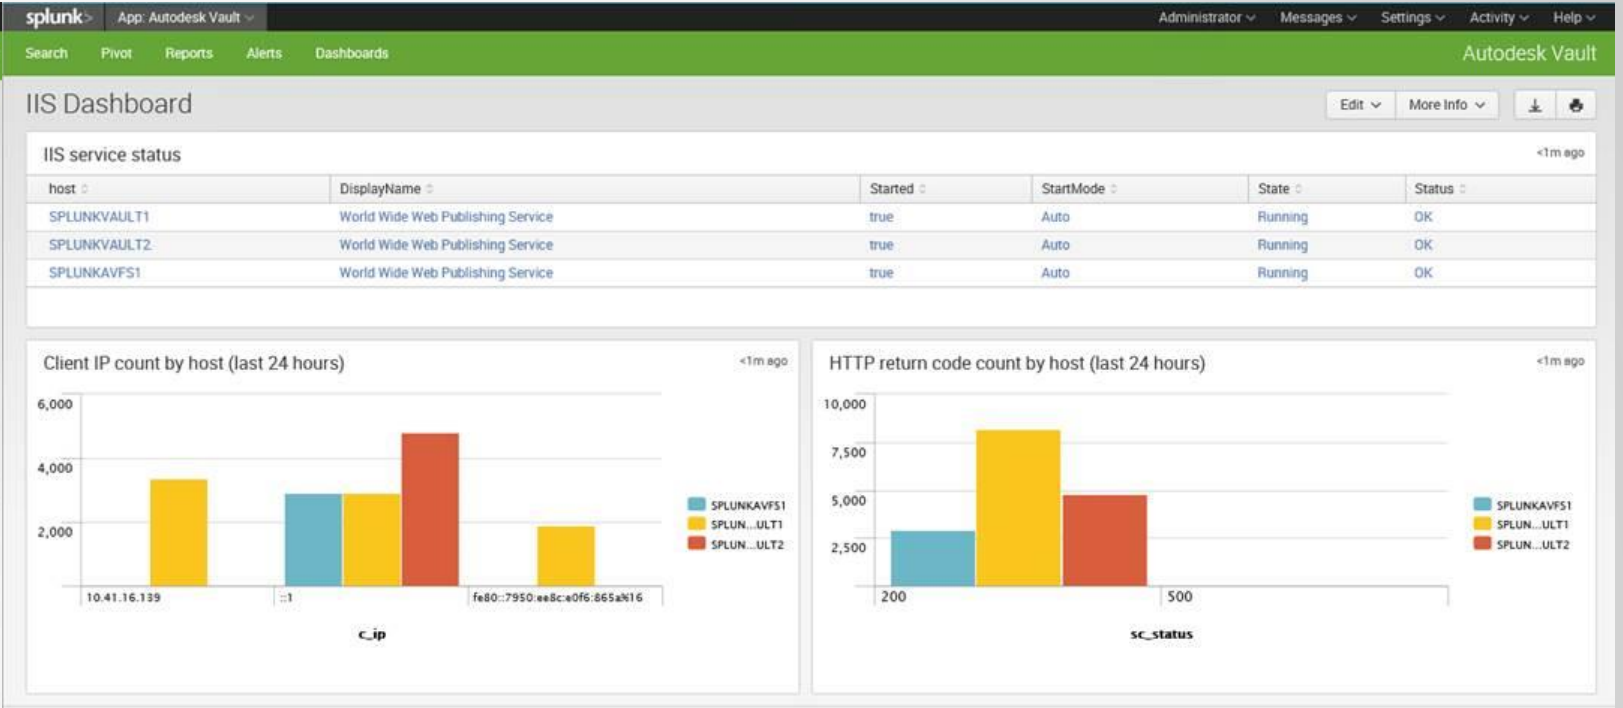 splunk> App: Autodesk Vault Administrator Messages Settings Activity Help
Search Pivot Reports Alerts Dashboards Autodesk Vault
IIS Dashboard Edit More Info
IIS service status <1m ago
host DisplayName Started StartMode State Status
SPLUNKVAULT1 World Wide Web Publishing Service true Auto Running OK
SPLUNKVAULT2 World Wide Web Publishing Service true Auto Running OK
SPLUNKAVFS1 World Wide Web Publishing Service true Auto Running OK
Client IP count by host (last 24 hours) <1m ago
6,000
4,000
2,000
SPLUNKAVFS1
SPLUN...ULT1
SPLUN...ULT2
10.41.16.139 ::1 fe80::7950:ee8c:e0f6:865a%16
c_ip
HTTP return code count by host (last 24 hours) <1m ago
10,000
7,500
5,000
2,500
SPLUNKAVFS1
SPLUN...ULT1
SPLUN...ULT2
200 500
sc_status